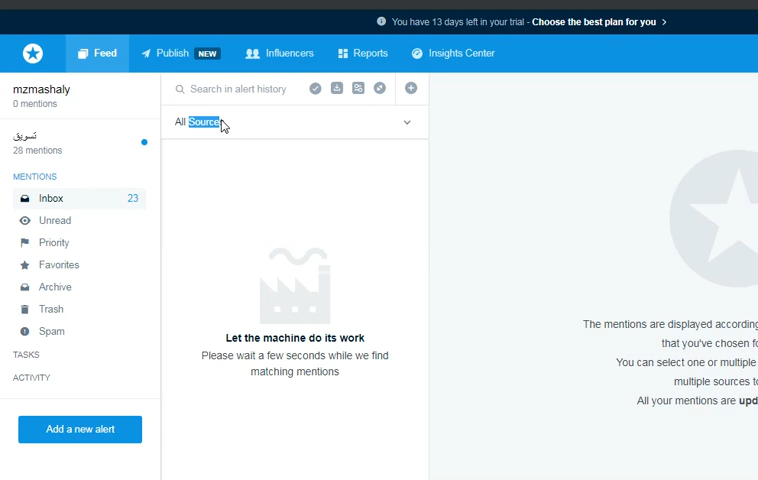 You have 13 days left in your trial - Choose the best plan for you >
Feed Publish NEW Influencers Reports Insights Center
mzmashaly
0 mentions
Search in alert history
All Source
تسويق
28 mentions
MENTIONS
Inbox 23
Unread
Priority
Favorites
Archive
Trash
Spam
TASKS
ACTIVITY
Add a new alert
Let the machine do its work
Please wait a few seconds while we find
matching mentions
The mentions are displayed according
that you've chosen
You can select one or multiple
multiple sources
All your mentions are